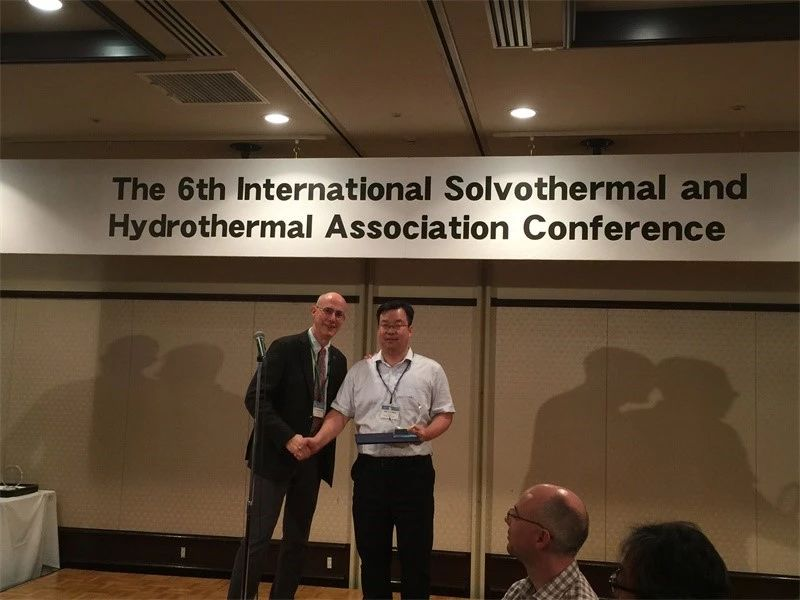 The 6th International Solvothermal and
Hydrothermal Association Conference